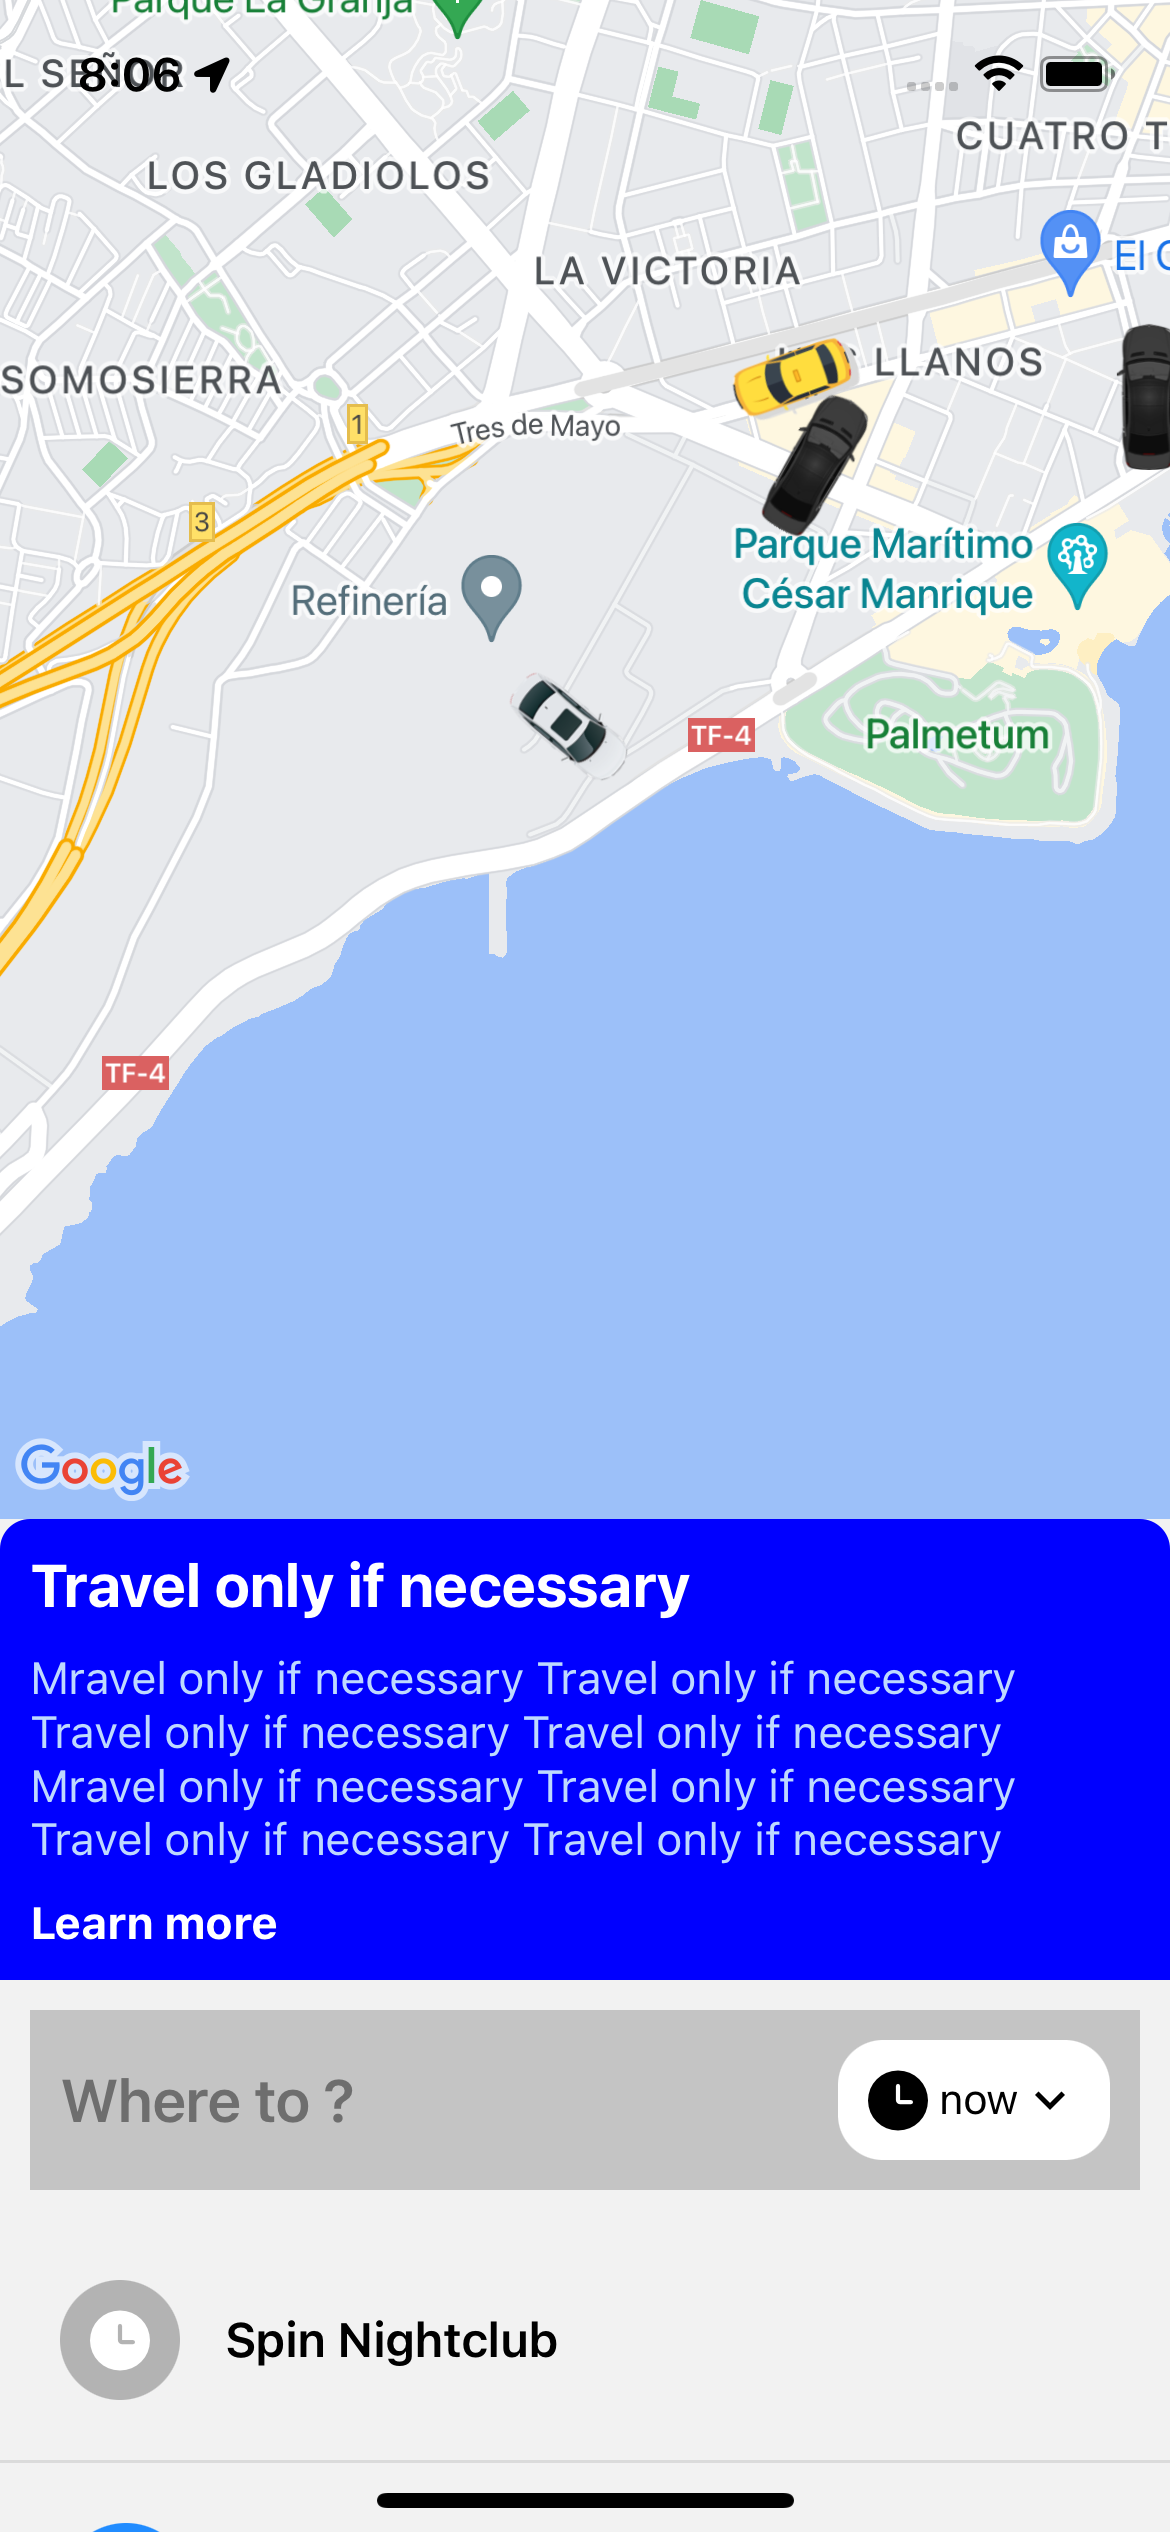 Parque La Granja
8:06
LOS GLADIOLOS
CUATRO T
LA VICTORIA
El C
SOMOSIERRA
LLANOS
1
Tres de Mayo
3
Refinería
Parque Marítimo
César Manrique
TF-4
Palmetum
TF-4
Google
Travel only if necessary
Mravel only if necessary Travel only if necessary
Travel only if necessary Travel only if necessary
Mravel only if necessary Travel only if necessary
Travel only if necessary Travel only if necessary
Learn more
Where to ?
now
Spin Nightclub